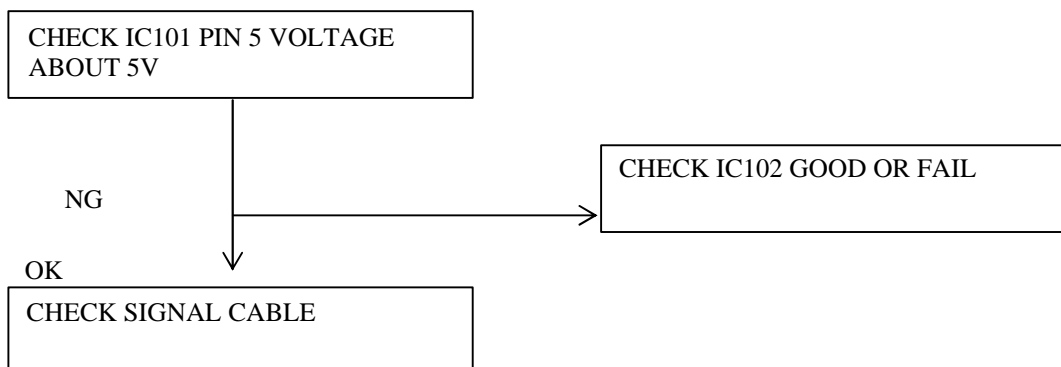 CHECK IC101 PIN 5 VOLTAGE
ABOUT 5V
CHECK IC102 GOOD OR FAIL
NG
OK
CHECK SIGNAL CABLE